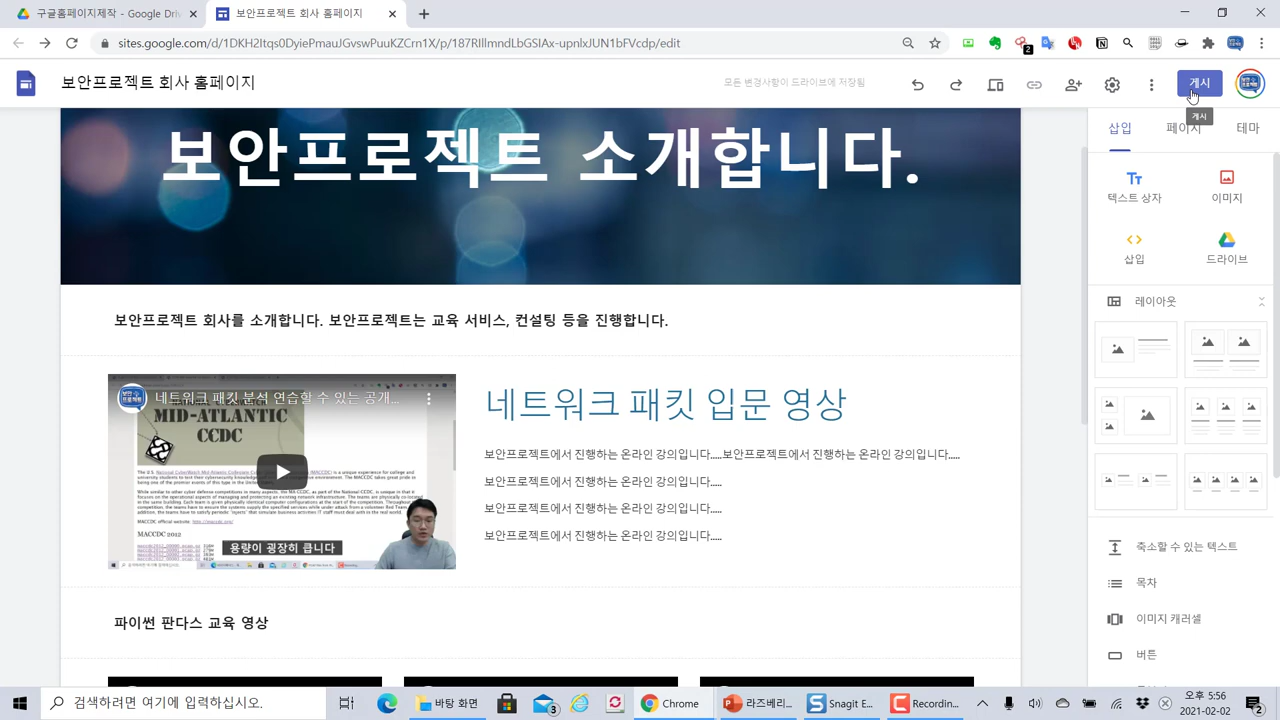 구글홈페이지제작 - Google Driv
보안프로젝트 회사 홈페이지
sites.google.com/d/1DKH2Itqs0DyiePmauJGvswPuuKZCrn1X/p/187RIllmndLbGSIAx-upnlxJUN1bFVcdp/edit
2
보안프로젝트 회사 홈페이지
모든 변경사항이 드라이브에 저장됨
게시
게시
삽입 페이지 테마
보안프로젝트 소개합니다.
텍스트 상자
이미지
삽입
드라이브
레이아웃
보안프로젝트 회사를 소개합니다. 보안프로젝트는 교육 서비스, 컨설팅 등을 진행합니다.
네트워크 패킷 분석 연습할 수 있는 공개...
MID-ATLANTIC
CCDC
MACCDC official website:
MACCDC 2012
용량이 굉장히 큽니다
네트워크 패킷 입문 영상
보안프로젝트에서 진행하는 온라인 강의입니다.....보안프로젝트에서 진행하는 온라인 강의입니다.....
보안프로젝트에서 진행하는 온라인 강의입니다.....
보안프로젝트에서 진행하는 온라인 강의입니다.....
보안프로젝트에서 진행하는 온라인 강의입니다.....
축소할 수 있는 텍스트
목차
이미지 캐러셀
버튼
파이썬 판다스 교육 영상
검색하려면 여기에 입력하십시오.
바탕 화면
3
Chrome
라즈베리...
Snagit E...
Recordin...
오후 5:56
2021-02-02
2